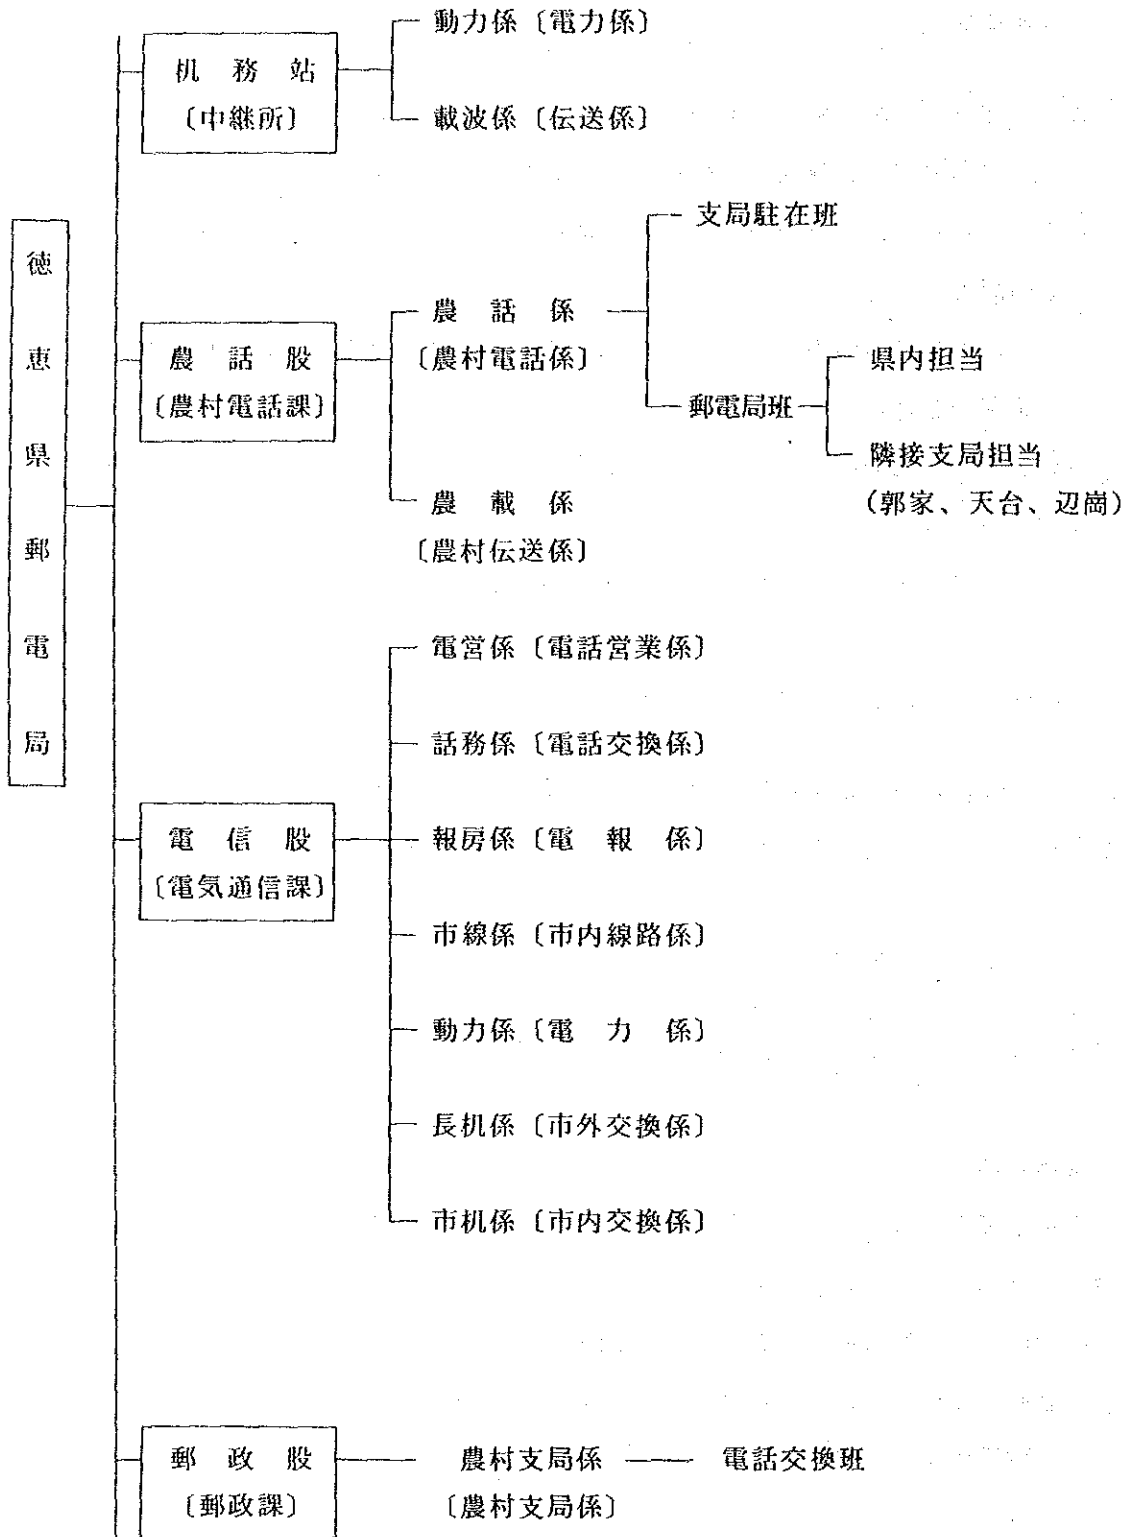 徳恵県郵電局
机務站
〔中継所〕
動力係〔電力係〕
載波係〔伝送係〕
農話股
〔農村電話課〕
農話係
〔農村電話係〕
支局駐在班
郵電局班
県内担当
隣接支局担当
(郭家、天台、辺崗)
農載係
〔農村伝送係〕
電信股
〔電気通信課〕
電営係〔電話営業係〕
話務係〔電話交換係〕
報房係〔電報係〕
市線係〔市内線路係〕
動力係〔電力係〕
長机係〔市外交換係〕
市机係〔市内交換係〕
郵政股
〔郵政課〕
農村支局係
〔農村支局係〕
電話交換班